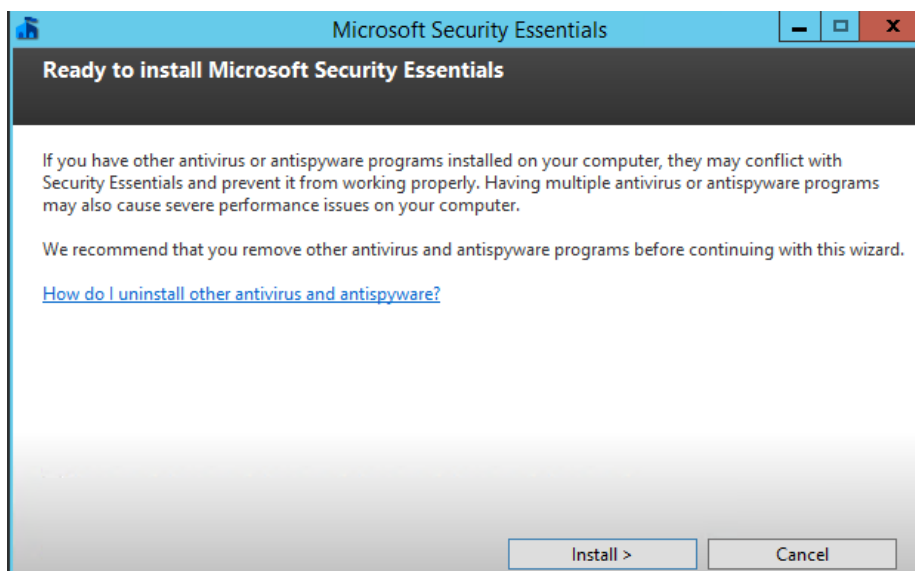 Microsoft Security Essentials
Ready to install Microsoft Security Essentials
If you have other antivirus or antispyware programs installed on your computer, they may conflict with
Security Essentials and prevent it from working properly. Having multiple antivirus or antispyware programs
may also cause severe performance issues on your computer.
We recommend that you remove other antivirus and antispyware programs before continuing with this wizard.
How do I uninstall other antivirus and antispyware?
Install >
Cancel